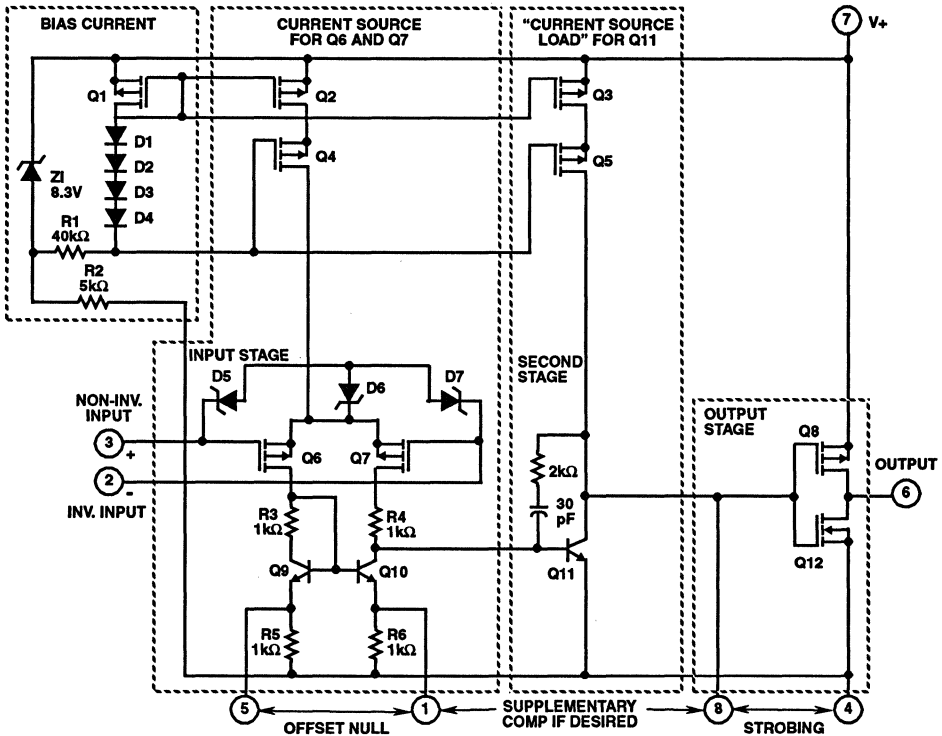 BIAS CURRENT
CURRENT SOURCE
FOR Q6 AND Q7
“CURRENT SOURCE
LOAD” FOR Q11
7
V+
Q1
Q2
Q3
D1
D2
D3
D4
Q4
Q5
ZI
8.3V
R1
40kΩ
R2
5kΩ
INPUT STAGE
D5
D6
D7
SECOND
STAGE
OUTPUT
STAGE
NON-INV.
INPUT
3
+
2
-
INV. INPUT
Q6
Q7
2kΩ
30
pF
Q8
OUTPUT
6
R3
1kΩ
R4
1kΩ
Q9
Q10
Q11
Q12
R5
1kΩ
R6
1kΩ
5
OFFSET NULL
1
SUPPLEMENTARY
COMP IF DESIRED
8
STROBING
4